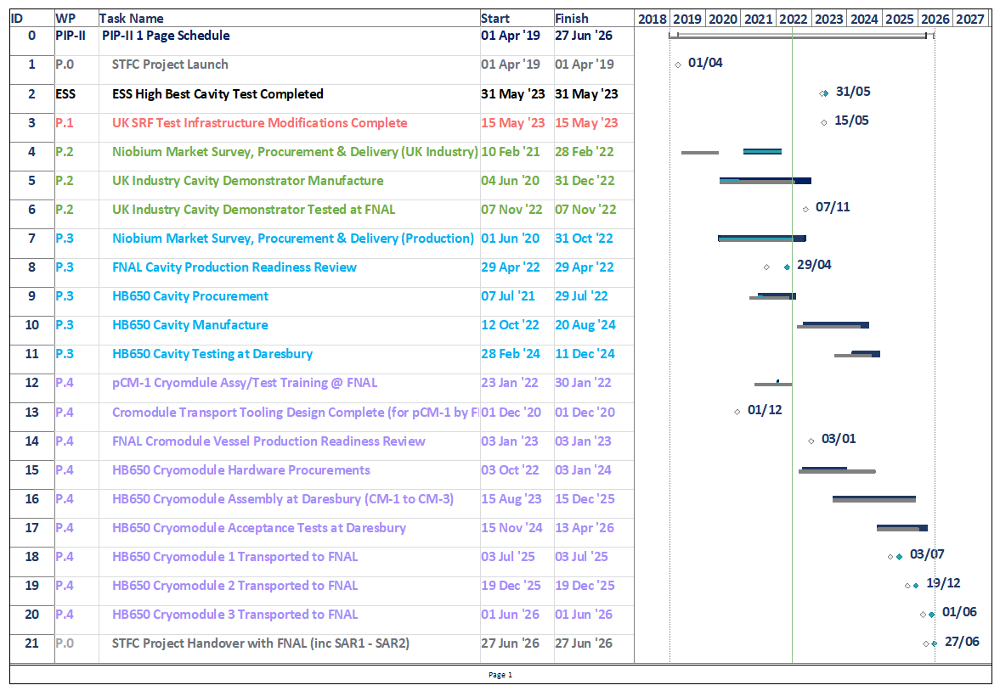 ID WP Task Name Start Finish 2018 2019 2020 2021 2022 2023 2024 2025 2026 2027
0 PIP-II PIP-II 1 Page Schedule 01 Apr '19 27 Jun '26
1 P.0 STFC Project Launch 01 Apr '19 01 Apr '19 01/04
2 ESS ESS High Best Cavity Test Completed 31 May '23 31 May '23 31/05
3 P.1 UK SRF Test Infrastructure Modifications Complete 15 May '23 15 May '23 15/05
4 P.2 Niobium Market Survey, Procurement & Delivery (UK Industry) 10 Feb '21 28 Feb '22
5 P.2 UK Industry Cavity Demonstrator Manufacture 04 Jun '20 31 Dec '22
6 P.2 UK Industry Cavity Demonstrator Tested at FNAL 07 Nov '22 07 Nov '22 07/11
7 P.3 Niobium Market Survey, Procurement & Delivery (Production) 01 Jun '20 31 Oct '22
8 P.3 FNAL Cavity Production Readiness Review 29 Apr '22 29 Apr '22 29/04
9 P.3 HB650 Cavity Procurement 07 Jul '21 29 Jul '22
10 P.3 HB650 Cavity Manufacture 12 Oct '22 20 Aug '24
11 P.3 HB650 Cavity Testing at Daresbury 28 Feb '24 11 Dec '24
12 P.4 pCM-1 Cryomdule Assy/Test Training @ FNAL 23 Jan '22 30 Jan '22
13 P.4 Cromodule Transport Tooling Design Complete (for pCM-1 by F 01 Dec '20 01 Dec '20 01/12
14 P.4 FNAL Cromodule Vessel Production Readiness Review 03 Jan '23 03 Jan '23 03/01
15 P.4 HB650 Cryomodule Hardware Procurements 03 Oct '22 03 Jan '24
16 P.4 HB650 Cryomodule Assembly at Daresbury (CM-1 to CM-3) 15 Aug '23 15 Dec '25
17 P.4 HB650 Cryomodule Acceptance Tests at Daresbury 15 Nov '24 13 Apr '26
18 P.4 HB650 Cryomodule 1 Transported to FNAL 03 Jul '25 03 Jul '25 03/07
19 P.4 HB650 Cryomodule 2 Transported to FNAL 19 Dec '25 19 Dec '25 19/12
20 P.4 HB650 Cryomodule 3 Transported to FNAL 01 Jun '26 01 Jun '26 01/06
21 P.0 STFC Project Handover with FNAL (inc SAR1 - SAR2) 27 Jun '26 27 Jun '26 27/06
Page 1